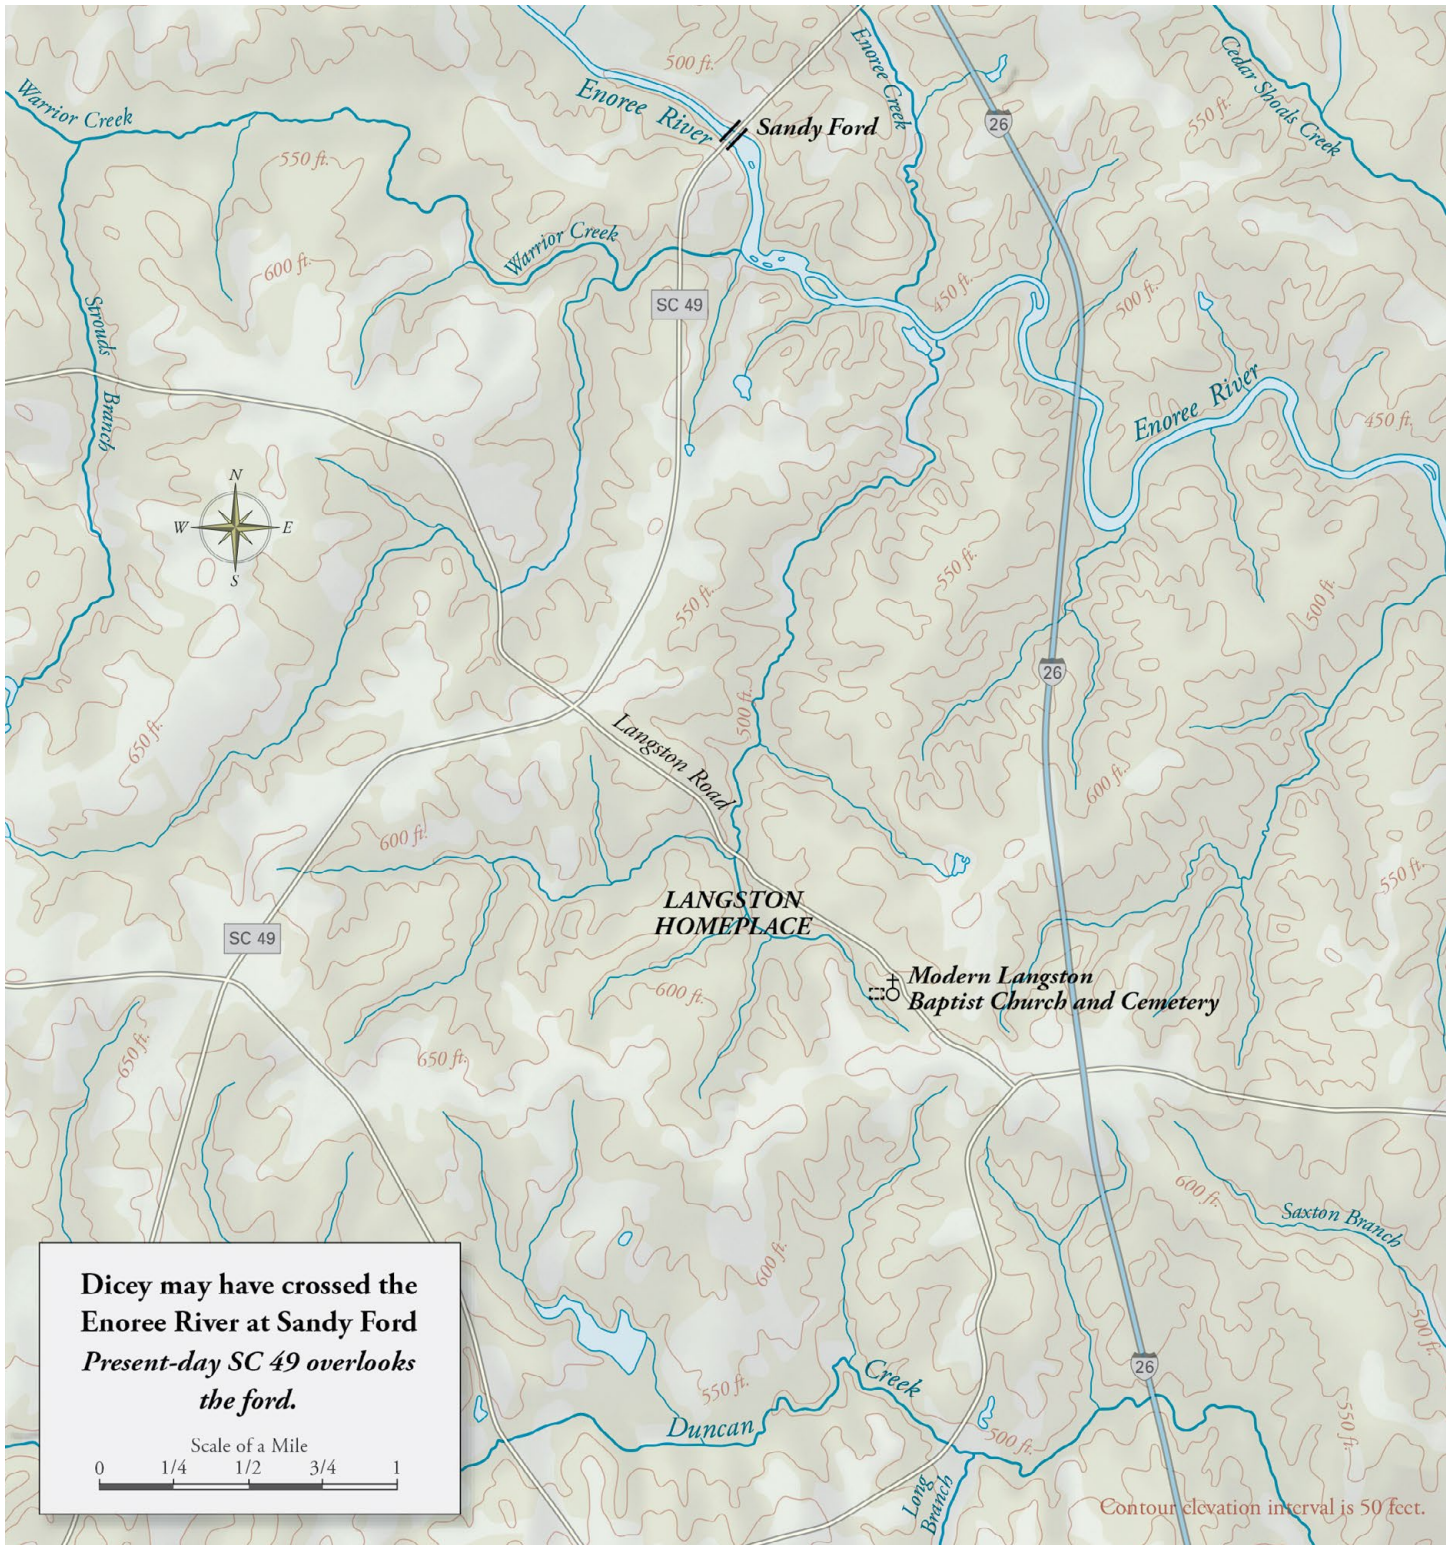 500 ft.
Enoree Creek
Cedar Shoals Creek
Warrior Creek
Enoree River
Sandy Ford
26
550 ft.
550 ft.
Warrior Creek
600 ft.
SC 49
450 ft.
500 ft.
Strouds Branch
Enoree River
450 ft.
N
W
E
S
550 ft.
550 ft.
500 ft.
26
650 ft.
500 ft.
Langston Road
600 ft.
600 ft.
550 ft.
LANGSTON
HOMEPLACE
SC 49
Modern Langston
Baptist Church and Cemetery
600 ft.
650 ft.
650 ft.
600 ft.
Saxton Branch
600 ft.
500 ft.
Dicey may have crossed the
Enoree River at Sandy Ford
Present-day SC 49 overlooks
the ford.
Scale of a Mile
0 1/4 1/2 3/4 1
26
550 ft.
Duncan Creek
550 ft.
500 ft.
Long
Branch
Contour elevation interval is 50 feet.